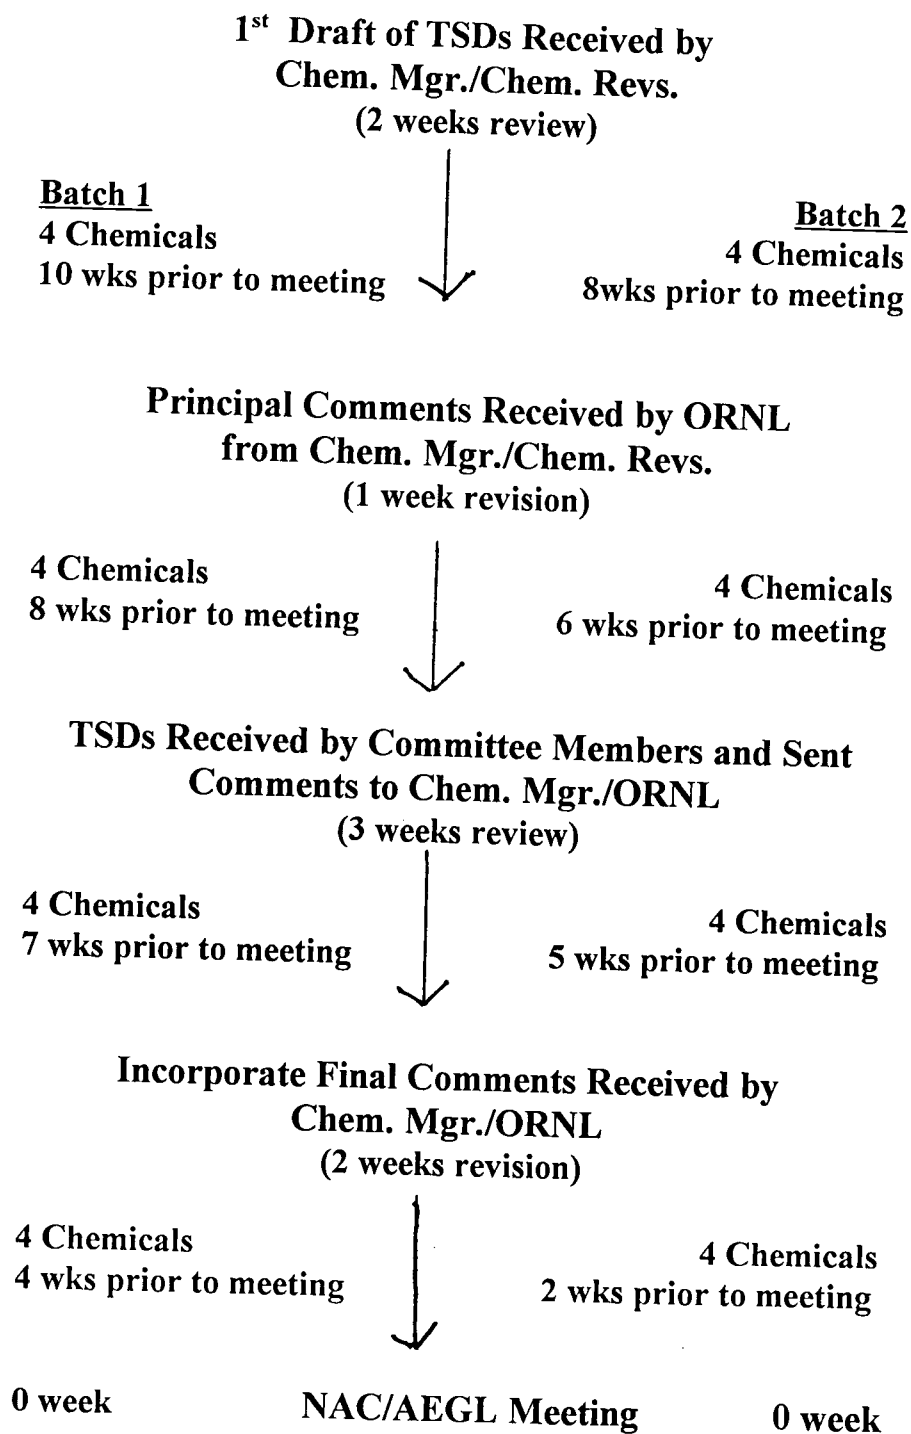 1st Draft of TSDs Received by
Chem. Mgr./Chem. Revs.
(2 weeks review)
Batch 1
4 Chemicals
10 wks prior to meeting
Batch 2
4 Chemicals
8wks prior to meeting
Principal Comments Received by ORNL
from Chem. Mgr./Chem. Revs.
(1 week revision)
4 Chemicals
8 wks prior to meeting
4 Chemicals
6 wks prior to meeting
TSDs Received by Committee Members and Sent
Comments to Chem. Mgr./ORNL
(3 weeks review)
4 Chemicals
7 wks prior to meeting
4 Chemicals
5 wks prior to meeting
Incorporate Final Comments Received by
Chem. Mgr./ORNL
(2 weeks revision)
4 Chemicals
4 wks prior to meeting
4 Chemicals
2 wks prior to meeting
0 week
NAC/AEGL Meeting
0 week